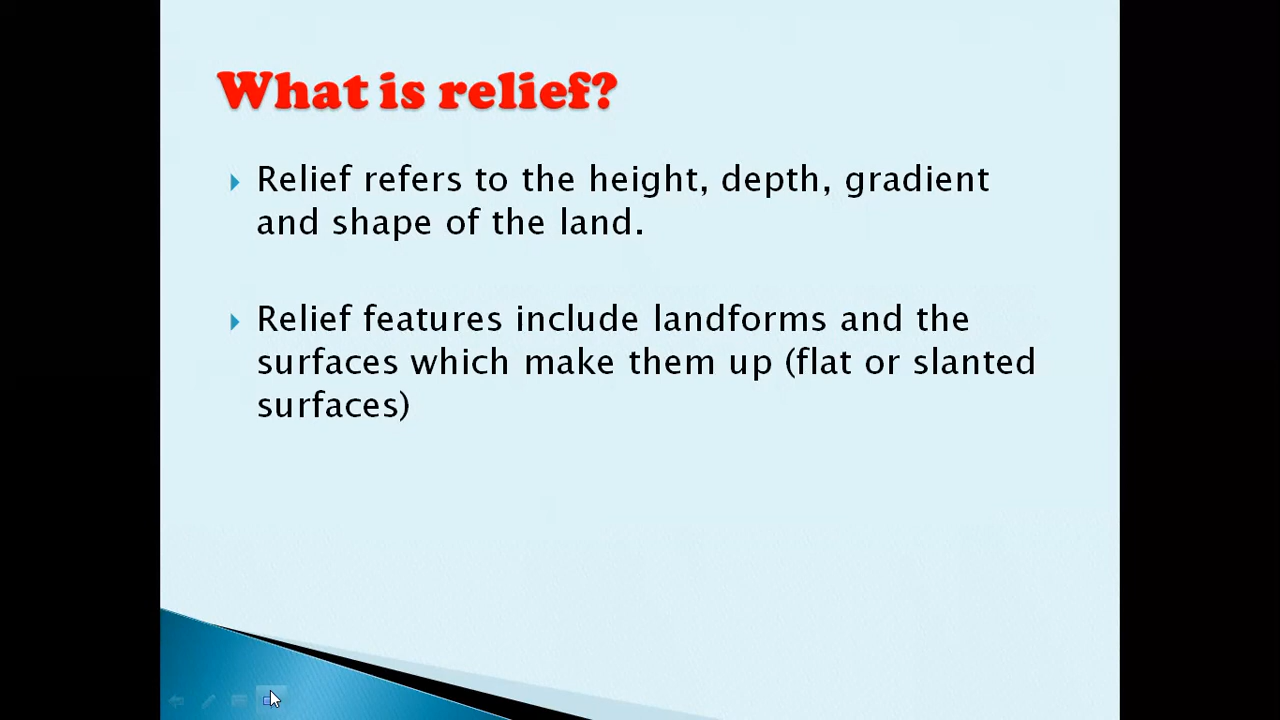 What is relief?
Relief refers to the height, depth, gradient
and shape of the land.
Relief features include landforms and the
surfaces which make them up (flat or slanted
surfaces)